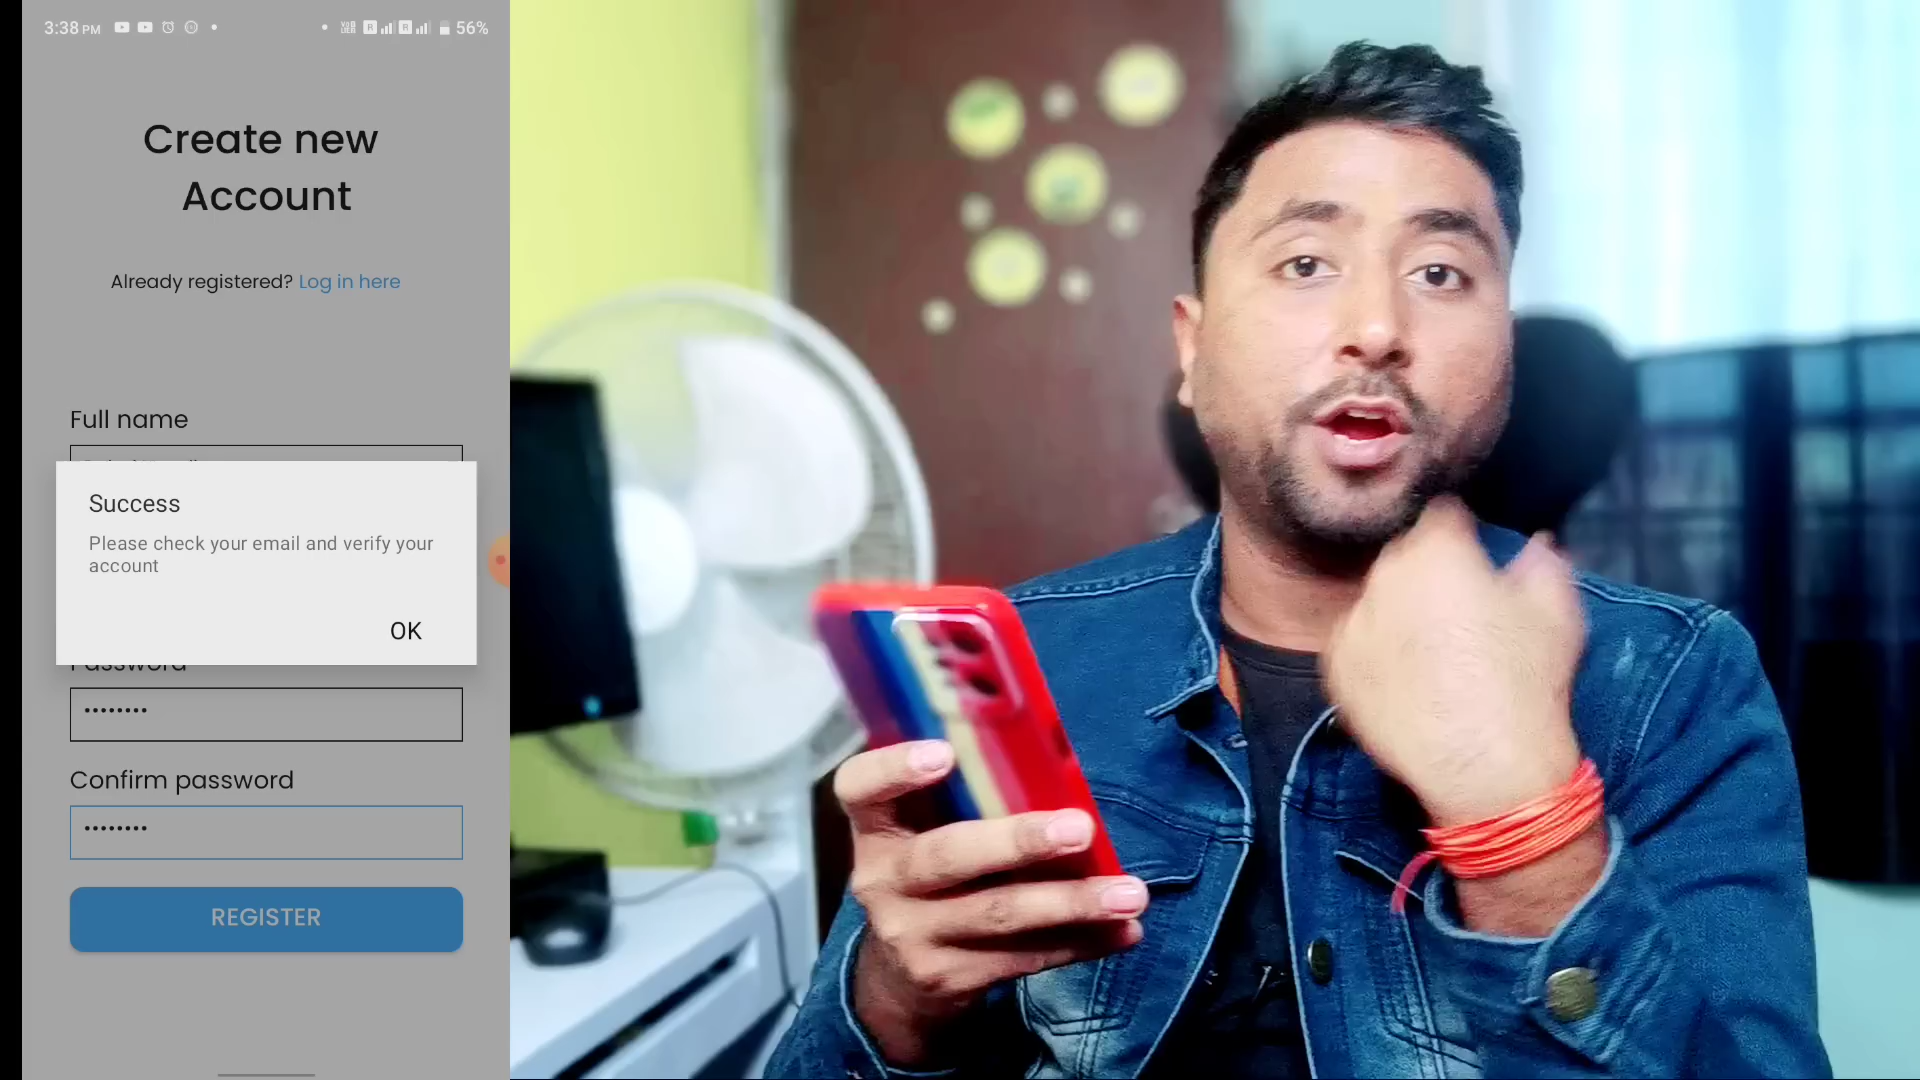 3:38 PM
56%
Create new
Account
Already registered? Log in here
Full name
Success
Please check your email and verify your
account
OK
Password
••••••••
Confirm password
••••••••
REGISTER